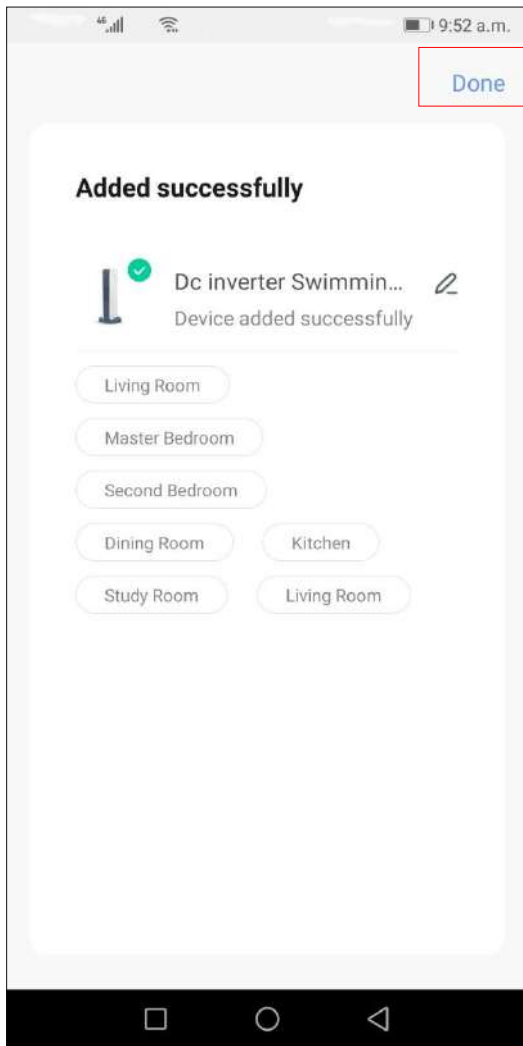 4G 9:52 a.m.
Done
Added successfully
Dc inverter Swimmin...
Device added successfully
Living Room
Master Bedroom
Second Bedroom
Dining Room Kitchen
Study Room Living Room